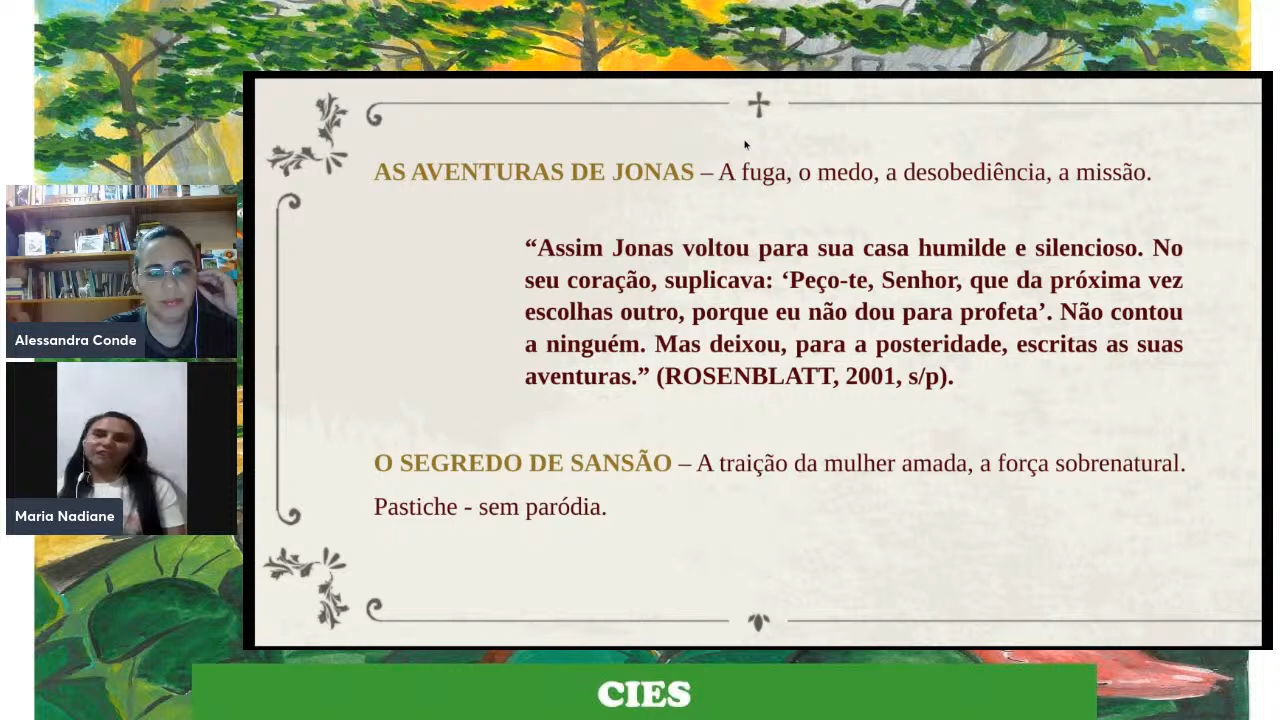 AS AVENTURAS DE JONAS – A fuga, o medo, a desobediência, a missão.
“Assim Jonas voltou para sua casa humilde e silencioso. No
seu coração, suplicava: ‘Peço-te, Senhor, que da próxima vez
escolhas outro, porque eu não dou para profeta’. Não contou
a ninguém. Mas deixou, para a posteridade, escritas as suas
aventuras.” (ROSENBLATT, 2001, s/p).
O SEGREDO DE SANSÃO – A traição da mulher amada, a força sobrenatural.
Pastiche - sem paródia.
Alessandra Conde
Maria Nadiane
CIES